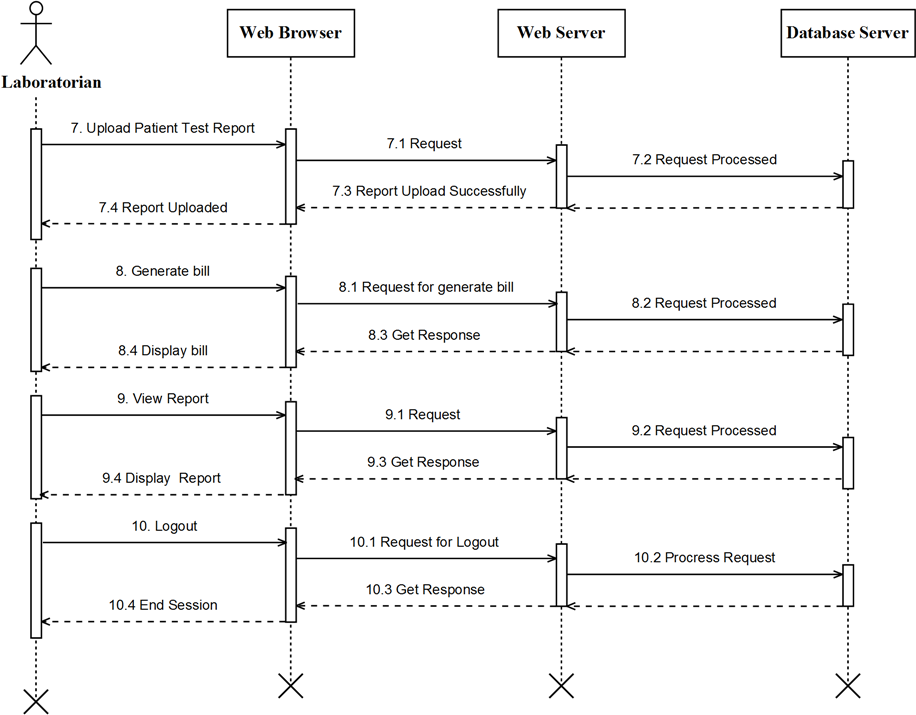 Web Browser
Web Server
Database Server
Laboratorian
7. Upload Patient Test Report
7.1 Request
7.2 Request Processed
7.3 Report Upload Successfully
7.4 Report Uploaded
8. Generate bill
8.1 Request for generate bill
8.2 Request Processed
8.3 Get Response
8.4 Display bill
9. View Report
9.1 Request
9.2 Request Processed
9.3 Get Response
9.4 Display Report
10. Logout
10.1 Request for Logout
10.2 Procress Request
10.3 Get Response
10.4 End Session